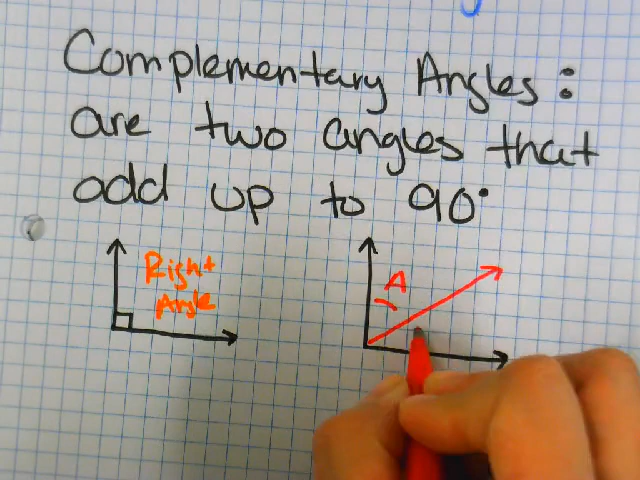 Complementary Angles:
are two angles that
add up to 90°
Right
Angle
A